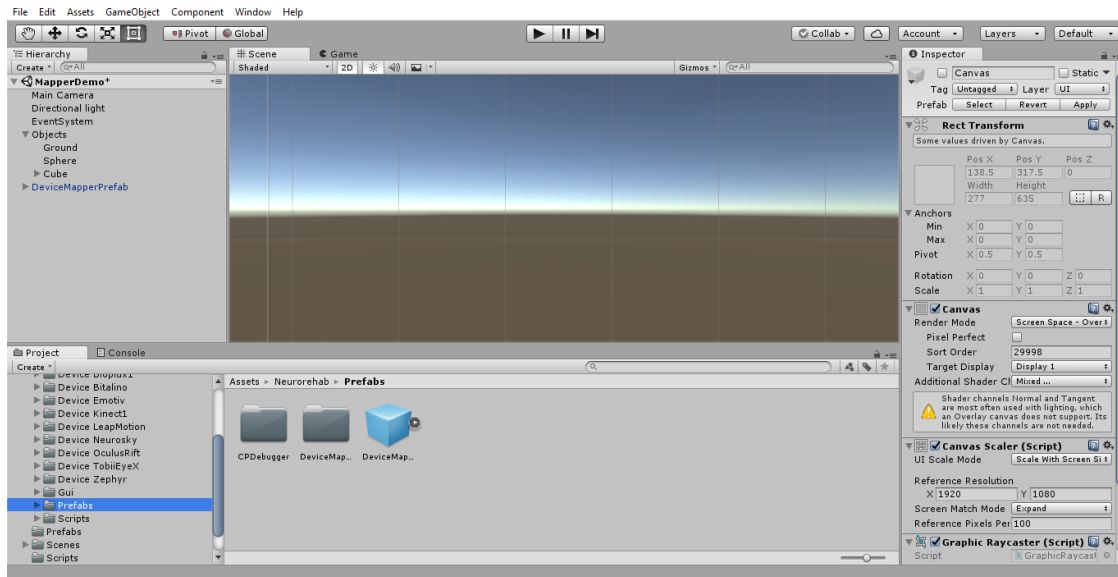 File Edit Assets GameObject Component Window Help
Pivot Global Collab Account Layers Default
Hierarchy
Create All
MapperDemo*
Main Camera
Directional light
EventSystem
Objects
Ground
Sphere
Cube
DeviceMapperPrefab
Scene Game
Shaded 2D Gizmos All
Inspector
Canvas Static
Tag Untagged Layer UI
Prefab Select Revert Apply
Rect Transform
Some values driven by Canvas.
Pos X Pos Y Pos Z
138.5 317.5 0
Width Height
277 635 R
Anchors
Min X 0 Y 0
Max X 0 Y 0
Pivot X 0.5 Y 0.5
Rotation X 0 Y 0 Z 0
Scale X 1 Y 1 Z 1
Canvas
Render Mode Screen Space - Over
Pixel Perfect
Sort Order 29998
Target Display Display 1
Additional Shader Cl Mixed ...
Shader channels Normal and Tangent
are most often used with lighting, which
an Overlay canvas does not support. Its
likely these channels are not needed.
Canvas Scaler (Script)
UI Scale Mode Scale With Screen Si
Reference Resolution
X 1920 Y 1080
Screen Match Mode Expand
Reference Pixels Per 100
Graphic Raycaster (Script)
Script GraphicRaycast
Project Console
Create
Device Bitalino
Device Emotiv
Device Kinect1
Device LeapMotion
Device Neurosky
Device OculusRift
Device TobiiEyeX
Device Zephyr
Gui
Prefabs
Scripts
Prefabs
Scenes
Scripts
Assets Neurorehab Prefabs
CPDebugger DeviceMap... DeviceMap...